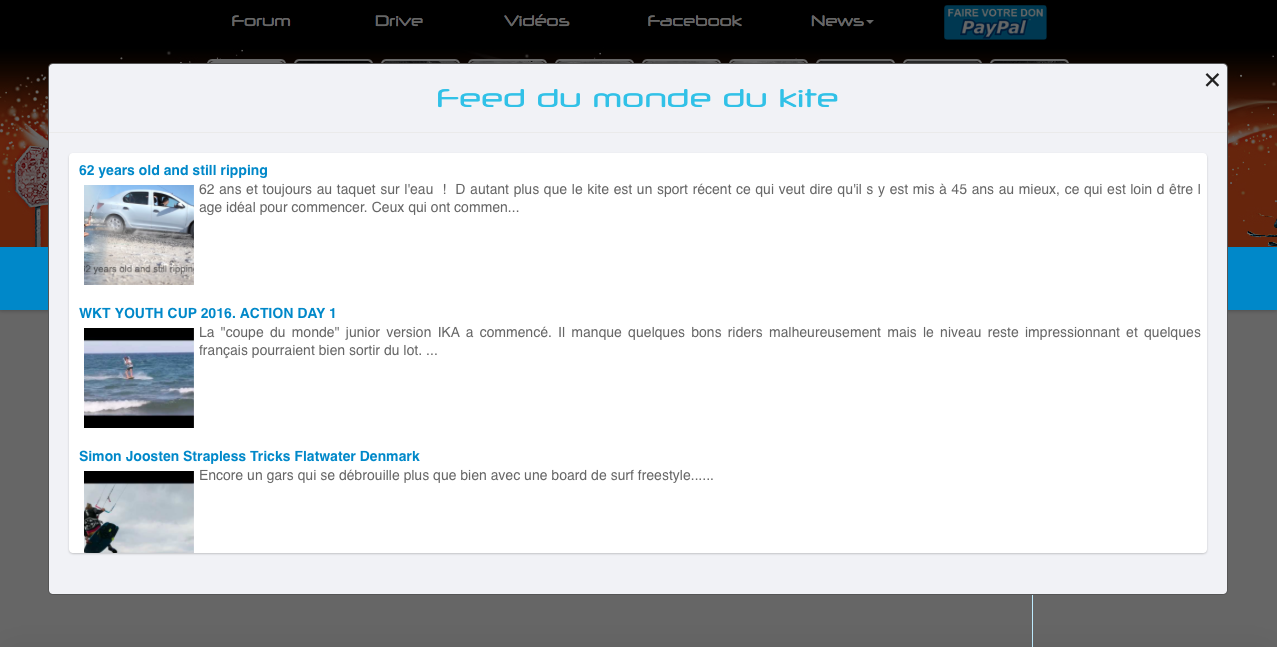 Forum Drive Vidéos Facebook News FAIRE VOTRE DON
PayPal
Feed du monde du kite
62 years old and still ripping
62 ans et toujours au taquet sur l'eau ! D autant plus que le kite est un sport récent ce qui veut dire qu'il s y est mis à 45 ans au mieux, ce qui est loin d être l
age idéal pour commencer. Ceux qui ont commen...
2 years old and still rippin
WKT YOUTH CUP 2016. ACTION DAY 1
La "coupe du monde" junior version IKA a commencé. Il manque quelques bons riders malheureusement mais le niveau reste impressionnant et quelques
français pourraient bien sortir du lot. ...
Simon Joosten Strapless Tricks Flatwater Denmark
Encore un gars qui se débrouille plus que bien avec une board de surf freestyle......